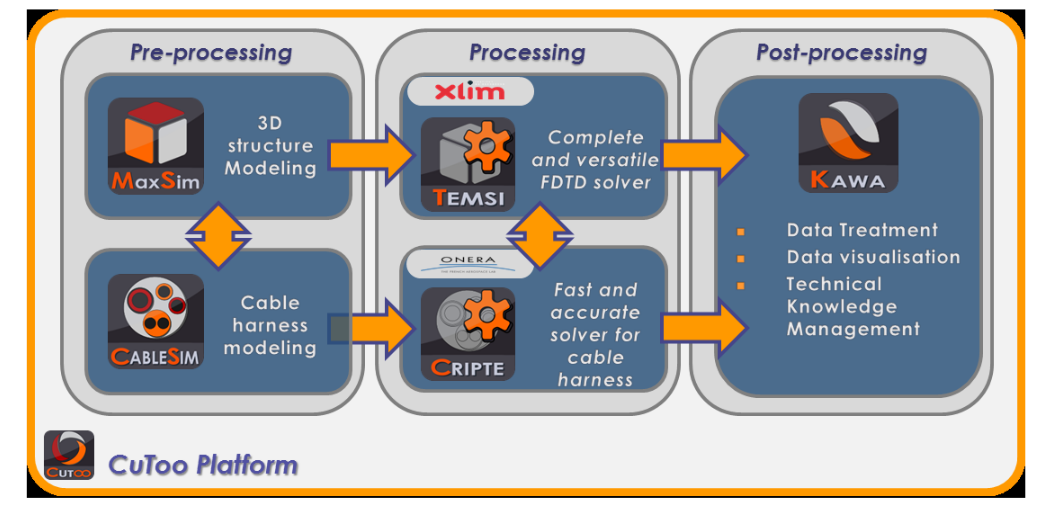 Pre-processing
MaxSim
3D
structure
Modeling
CABLESIM
Cable
harness
modeling
Processing
xlim
TEMSI
Complete
and versatile
FDTD solver
ONERA
THE FRENCH AEROSPACE LAB
CRIPTE
Fast and
accurate
solver for
cable
harness
Post-processing
KAWA
Data Treatment
Data visualisation
Technical
Knowledge
Management
CUTOO
CuToo Platform